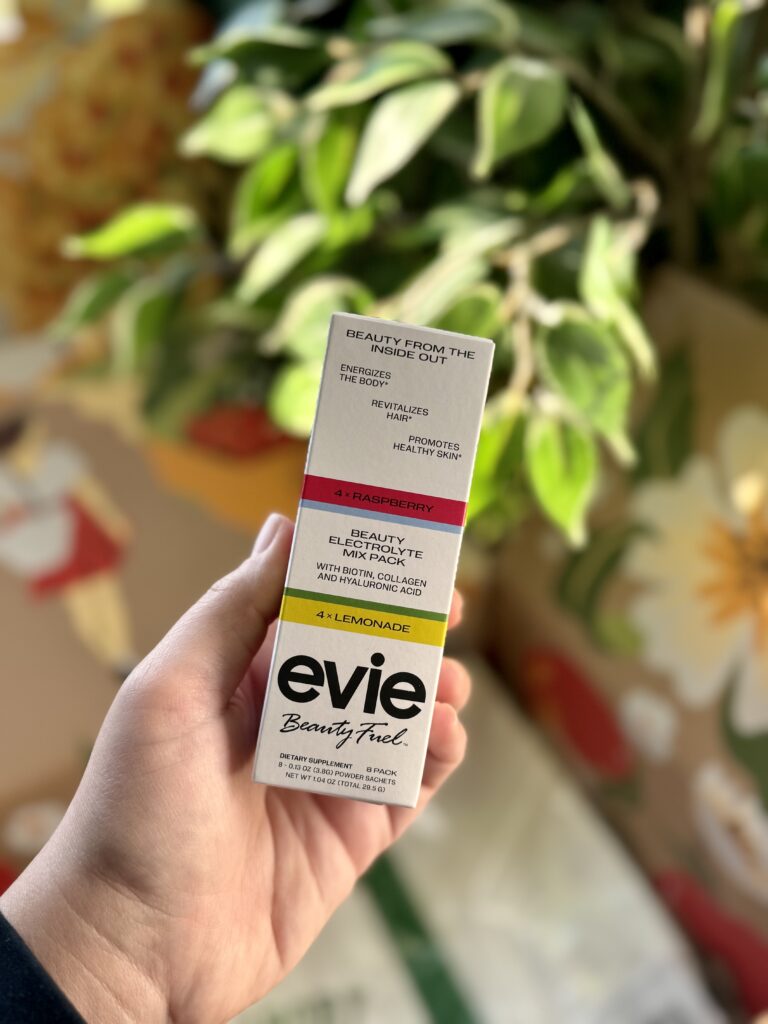 BEAUTY FROM THE
INSIDE OUT
ENERGIZES
THE BODY*
REVITALIZES
HAIR*
PROMOTES
HEALTHY SKIN*
4 × RASPBERRY
BEAUTY
ELECTROLYTE
MIX PACK
WITH BIOTIN, COLLAGEN
AND HYALURONIC ACID
4 × LEMONADE
evie
Beauty Fuel™
DIETARY SUPPLEMENT 8 PACK
8 - 0.13 OZ (3.8G) POWDER SACHETS
NET WT 1.04 OZ (TOTAL 29.5 G)